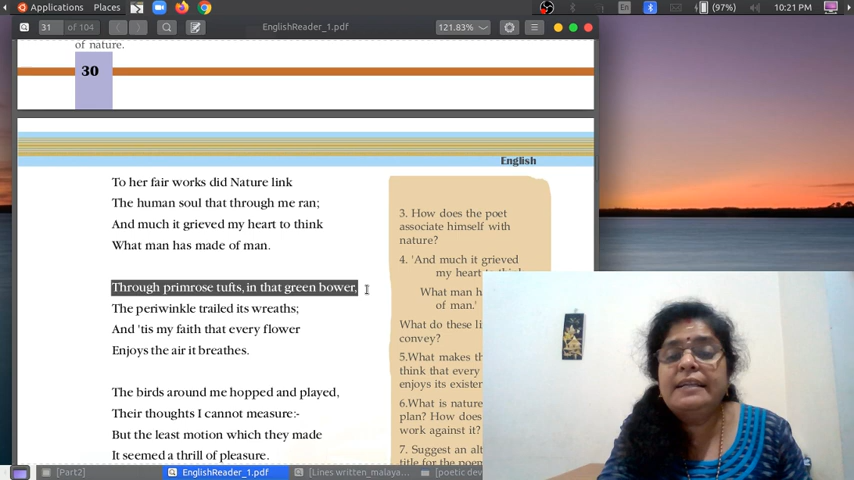 Applications Places En (97%) 10:21 PM
31 of 104 EnglishReader_1.pdf 121.83%
of nature.
30
English
To her fair works did Nature link
The human soul that through me ran;
And much it grieved my heart to think
What man has made of man.
Through primrose tufts, in that green bower,
The periwinkle trailed its wreaths;
And 'tis my faith that every flower
Enjoys the air it breathes.
The birds around me hopped and played,
Their thoughts I cannot measure:-
But the least motion which they made
It seemed a thrill of pleasure.
3. How does the poet
associate himself with
nature?
4. 'And much it grieved
my heart to
What man
of man.'
What do these
convey?
5.What makes
think that every
enjoys its
6.What is
plan? How does
work against it?
7. Suggest an
title for the
[Part2] EnglishReader_1.pdf [Lines written_malaya... [poetic